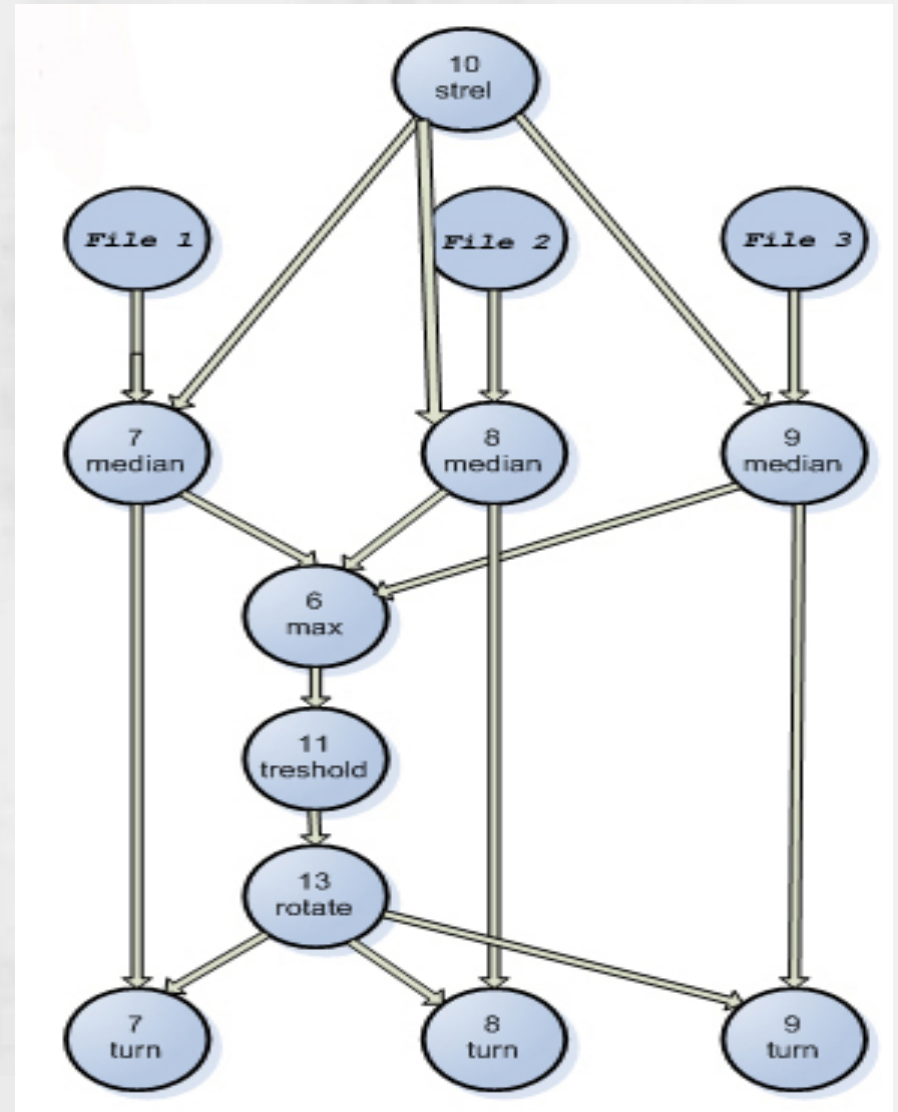 10
strel
File 1
File 2
File 3
7
median
8
median
9
median
6
max
11
treshold
13
rotate
7
turn
8
turn
9
turn